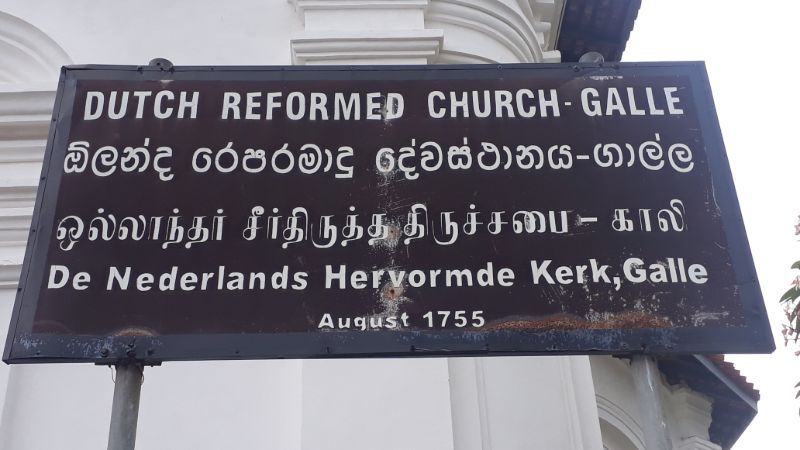 DUTCH REFORMED CHURCH-GALLE
ඕලන්ද රෙපරමාදු දේවස්ථානය-ගාල්ල
ஒல்லாந்தர் சீர்திருத்த திருச்சபை – காலி
De Nederlands Hervormde Kerk,Galle
August 1755